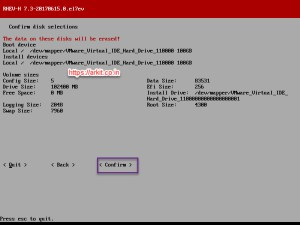 RHEV-H 7.3-20170615.0.el7ev
Confirm disk selections
The data on these disks will be erased!
Boot device
Local / /dev/mapper/VMware_Virtual_IDE_Hard_Drive_110000 100GB
Install devices
Local / /dev/mapper/VMware_Virtual_IDE_Hard_Drive_110000 100GB
https://arkit.co.in
Volume sizes
Config Size: 5 Data Size: 83531
Drive Size: 102400 MB Efi Size: 256
Free Space: 0 MB Install Drive: /dev/mapper/VMware_Virtual_IDE_
Logging Size: 2048 Root Size: 4300
Swap Size: 7960
< Quit > < Back > < Confirm >
Press esc to quit.